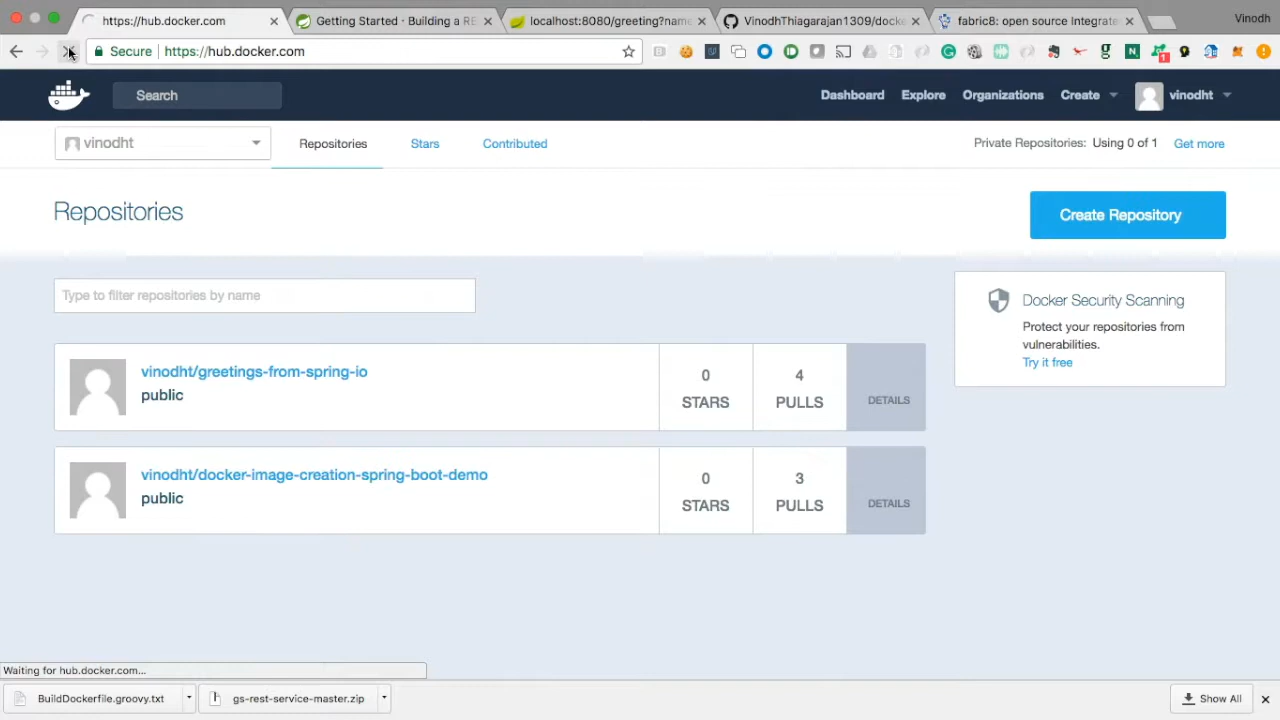 https://hub.docker.com
Getting Started · Building a RE
localhost:8080/greeting?name
VinodhThiagarajan1309/docke
fabric8: open source Integrate
Vinodh
Secure
https://hub.docker.com
1
Search
Dashboard
Explore
Organizations
Create
vinodht
vinodht
Repositories
Stars
Contributed
Private Repositories: Using 0 of 1
Get more
Repositories
Create Repository
Type to filter repositories by name
Docker Security Scanning
Protect your repositories from
vulnerabilities.
Try it free
vinodht/greetings-from-spring-io
public
0
STARS
4
PULLS
DETAILS
vinodht/docker-image-creation-spring-boot-demo
public
0
STARS
3
PULLS
DETAILS
Waiting for hub.docker.com...
BuildDockerfile.groovy.txt
gs-rest-service-master.zip
Show All